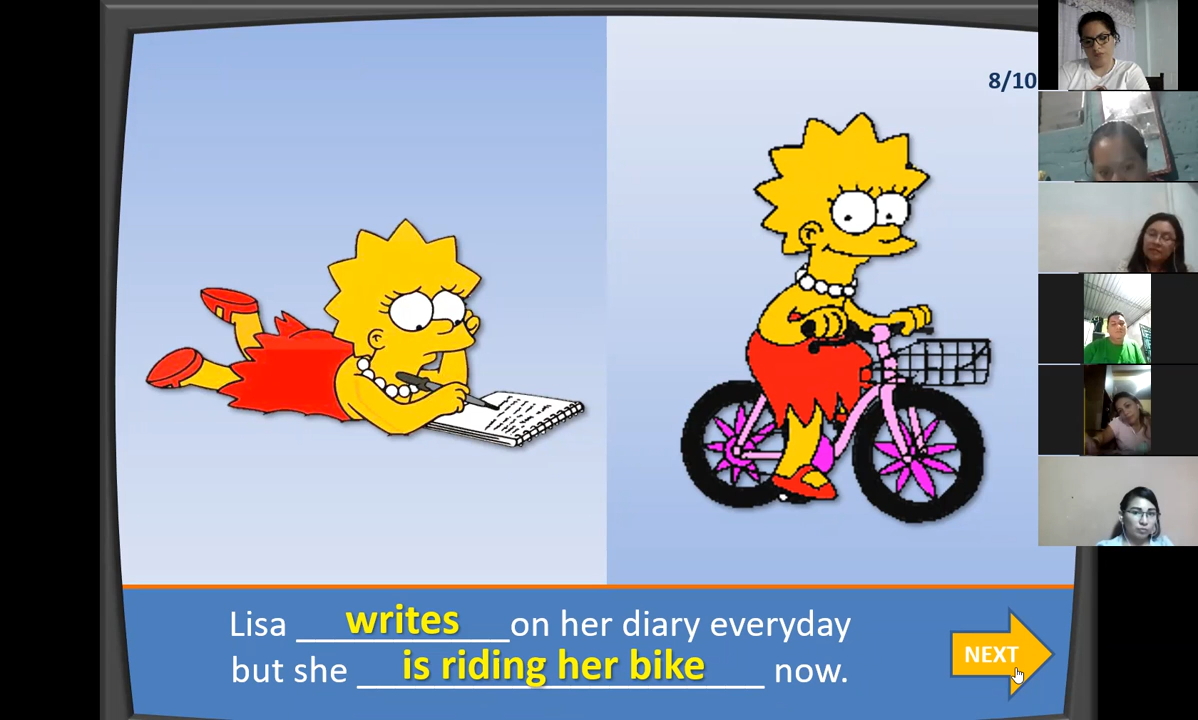 8/10
Lisa writes on her diary everyday
but she is riding her bike now.
NEXT